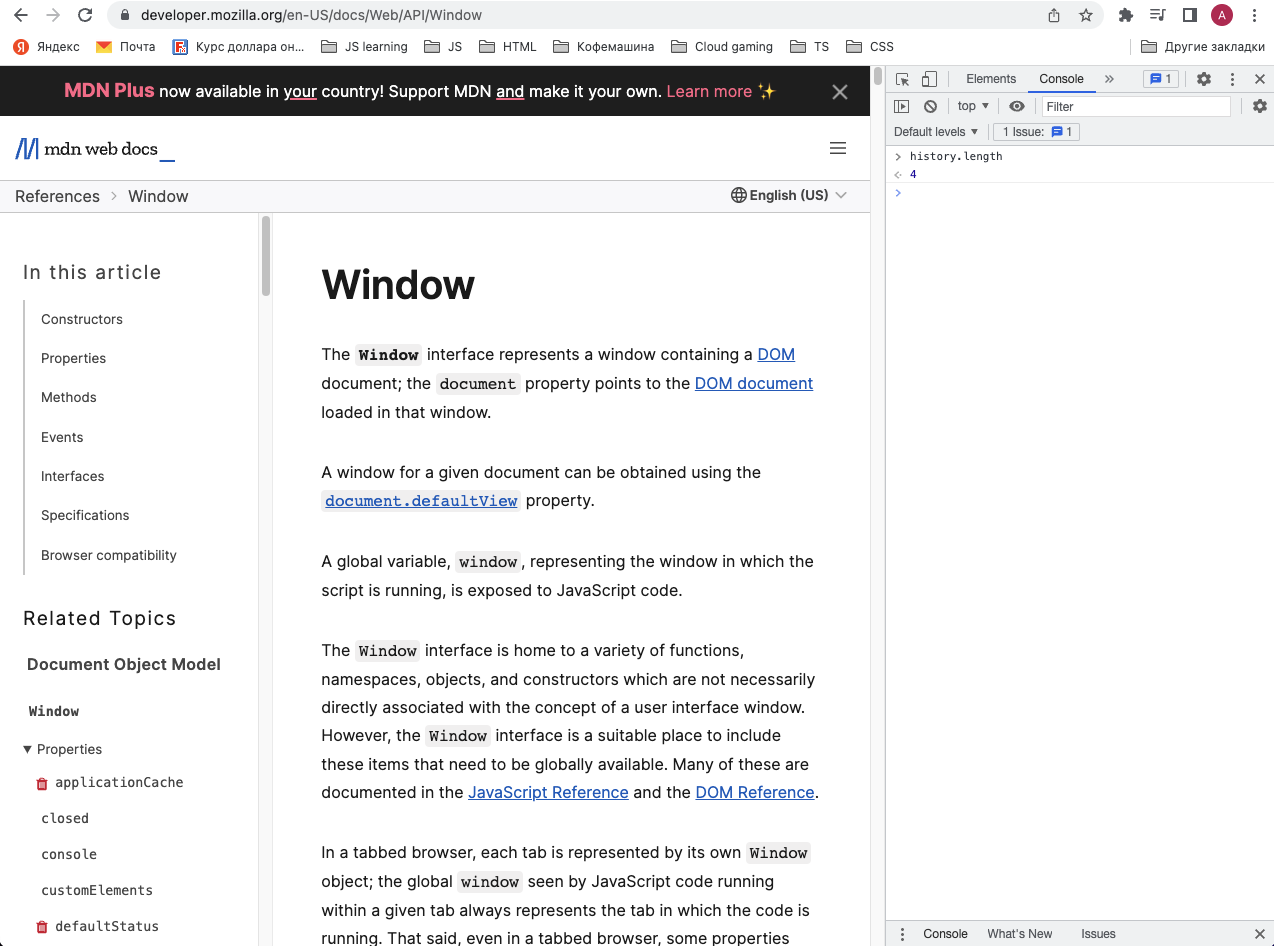 developer.mozilla.org/en-US/docs/Web/API/Window
A
Яндекс Почта Курс доллара он... JS learning JS HTML Кофемашина Cloud gaming TS CSS Другие закладки
MDN Plus now available in your country! Support MDN and make it your own. Learn more ✨
mdn web docs_
References > Window
English (US)
In this article
Constructors
Properties
Methods
Events
Interfaces
Specifications
Browser compatibility
Related Topics
Document Object Model
Window
▼ Properties
applicationCache
closed
console
customElements
defaultStatus
Window
The Window interface represents a window containing a DOM
document; the document property points to the DOM document
loaded in that window.
A window for a given document can be obtained using the
document.defaultView property.
A global variable, window, representing the window in which the
script is running, is exposed to JavaScript code.
The Window interface is home to a variety of functions,
namespaces, objects, and constructors which are not necessarily
directly associated with the concept of a user interface window.
However, the Window interface is a suitable place to include
these items that need to be globally available. Many of these are
documented in the JavaScript Reference and the DOM Reference.
In a tabbed browser, each tab is represented by its own Window
object; the global window seen by JavaScript code running
within a given tab always represents the tab in which the code is
running. That said, even in a tabbed browser, some properties
Elements Console » 1
top ▼ Filter
Default levels ▼ 1 Issue: 1
> history.length
4
>
Console What's New Issues